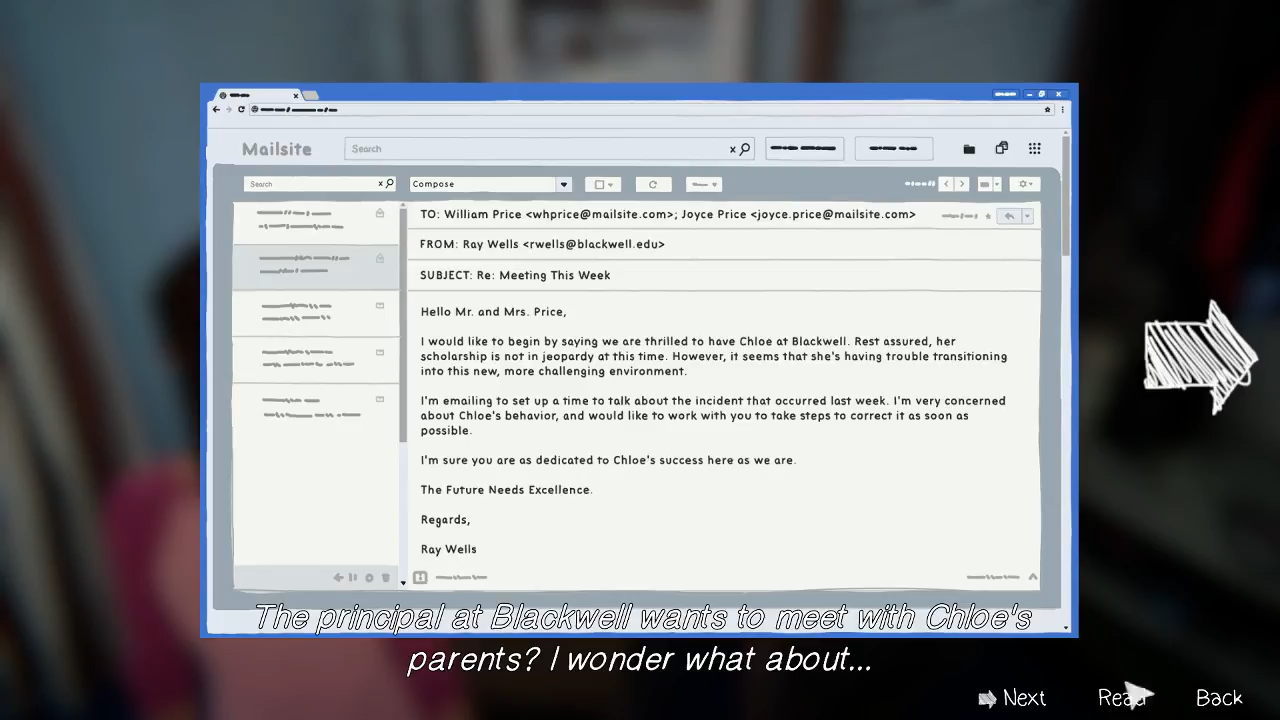 Mailsite
Search
x
Search
x
Compose
TO: William Price <whprice@mailsite.com>; Joyce Price <joyce.price@mailsite.com>
FROM: Ray Wells <rwells@blackwell.edu>
SUBJECT: Re: Meeting This Week
Hello Mr. and Mrs. Price,
I would like to begin by saying we are thrilled to have Chloe at Blackwell. Rest assured, her
scholarship is not in jeopardy at this time. However, it seems that she's having trouble transitioning
into this new, more challenging environment.
I'm emailing to set up a time to talk about the incident that occurred last week. I'm very concerned
about Chloe's behavior, and would like to work with you to take steps to correct it as soon as
possible.
I'm sure you are as dedicated to Chloe's success here as we are.
The Future Needs Excellence.
Regards,
Ray Wells
The principal at Blackwell wants to meet with Chloe's
parents? I wonder what about...
Next Read Back